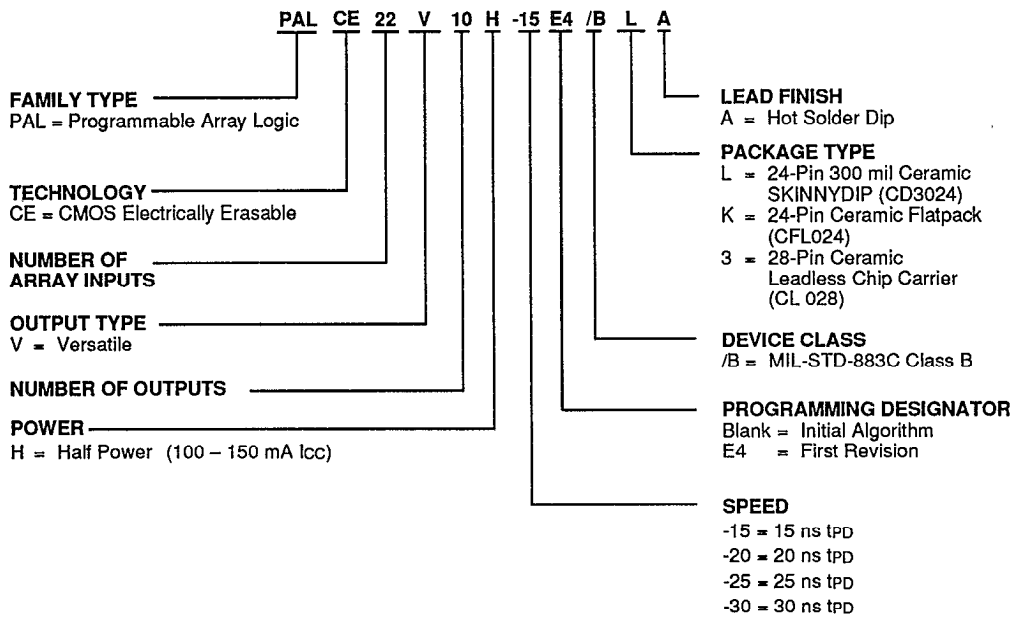 PAL CE 22 V 10 H -15 E4 /B L A
FAMILY TYPE
PAL = Programmable Array Logic
TECHNOLOGY
CE = CMOS Electrically Erasable
NUMBER OF
ARRAY INPUTS
OUTPUT TYPE
V = Versatile
NUMBER OF OUTPUTS
POWER
H = Half Power (100 – 150 mA Icc)
LEAD FINISH
A = Hot Solder Dip
PACKAGE TYPE
L = 24-Pin 300 mil Ceramic
SKINNYDIP (CD3024)
K = 24-Pin Ceramic Flatpack
(CFL024)
3 = 28-Pin Ceramic
Leadless Chip Carrier
(CL 028)
DEVICE CLASS
/B = MIL-STD-883C Class B
PROGRAMMING DESIGNATOR
Blank = Initial Algorithm
E4 = First Revision
SPEED
-15 = 15 ns tPD
-20 = 20 ns tPD
-25 = 25 ns tPD
-30 = 30 ns tPD